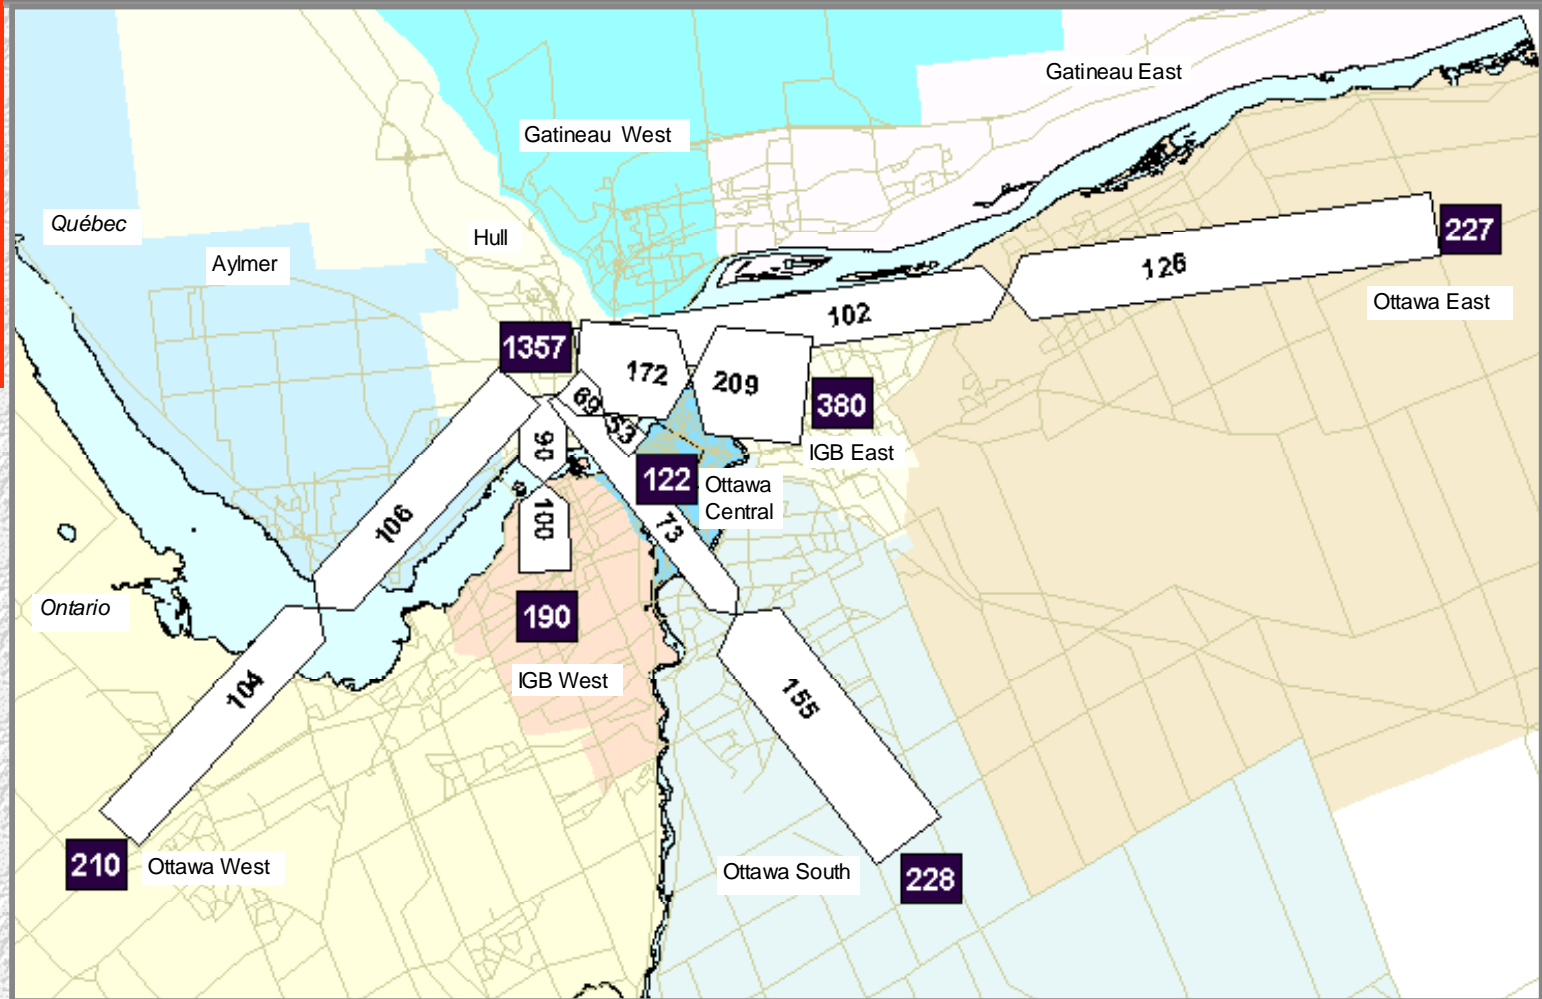 Gatineau East
Gatineau West
Québec
Hull
Aylmer
227
126
Ottawa East
102
1357
172
209
380
69
53
90
IGB East
122
Ottawa
Central
106
100
73
Ontario
190
IGB West
104
155
210
Ottawa West
Ottawa South
228